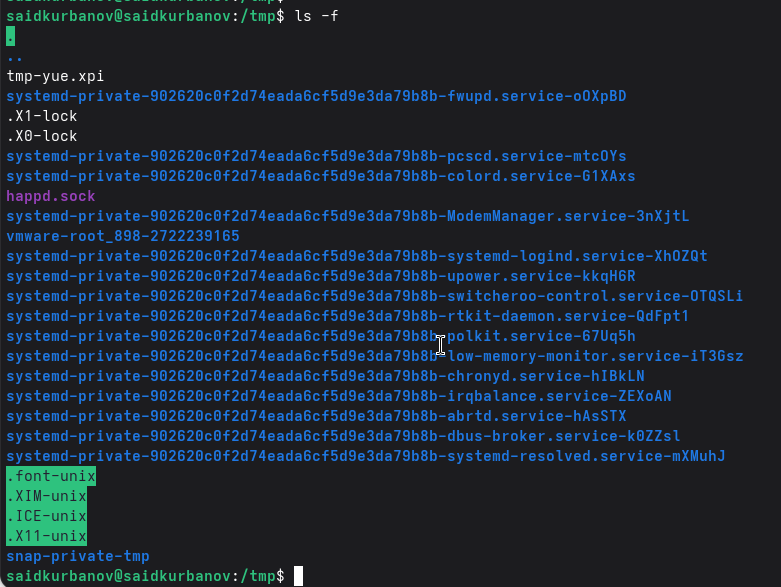 saidkurbanov@saidkurbanov:/tmp$ ls -f
.
..
tmp-yue.xpi
systemd-private-902620c0f2d74eada6cf5d9e3da79b8b-fwupd.service-oOXpBD
.X1-lock
.X0-lock
systemd-private-902620c0f2d74eada6cf5d9e3da79b8b-pcscd.service-mtcOYs
systemd-private-902620c0f2d74eada6cf5d9e3da79b8b-colord.service-G1XAxs
happd.sock
systemd-private-902620c0f2d74eada6cf5d9e3da79b8b-ModemManager.service-3nXjtL
vmware-root_898-2722239165
systemd-private-902620c0f2d74eada6cf5d9e3da79b8b-systemd-logind.service-XhOZQt
systemd-private-902620c0f2d74eada6cf5d9e3da79b8b-upower.service-kkqH6R
systemd-private-902620c0f2d74eada6cf5d9e3da79b8b-switcheroo-control.service-OTQSLi
systemd-private-902620c0f2d74eada6cf5d9e3da79b8b-rtkit-daemon.service-QdFpt1
systemd-private-902620c0f2d74eada6cf5d9e3da79b8b-polkit.service-67Uq5h
systemd-private-902620c0f2d74eada6cf5d9e3da79b8b-low-memory-monitor.service-iT3Gsz
systemd-private-902620c0f2d74eada6cf5d9e3da79b8b-chronyd.service-hIBkLN
systemd-private-902620c0f2d74eada6cf5d9e3da79b8b-irqbalance.service-ZEXoAN
systemd-private-902620c0f2d74eada6cf5d9e3da79b8b-abrtd.service-hAsSTX
systemd-private-902620c0f2d74eada6cf5d9e3da79b8b-dbus-broker.service-k0ZZsl
systemd-private-902620c0f2d74eada6cf5d9e3da79b8b-systemd-resolved.service-mXMuhJ
.font-unix
.XIM-unix
.ICE-unix
.X11-unix
snap-private-tmp
saidkurbanov@saidkurbanov:/tmp$